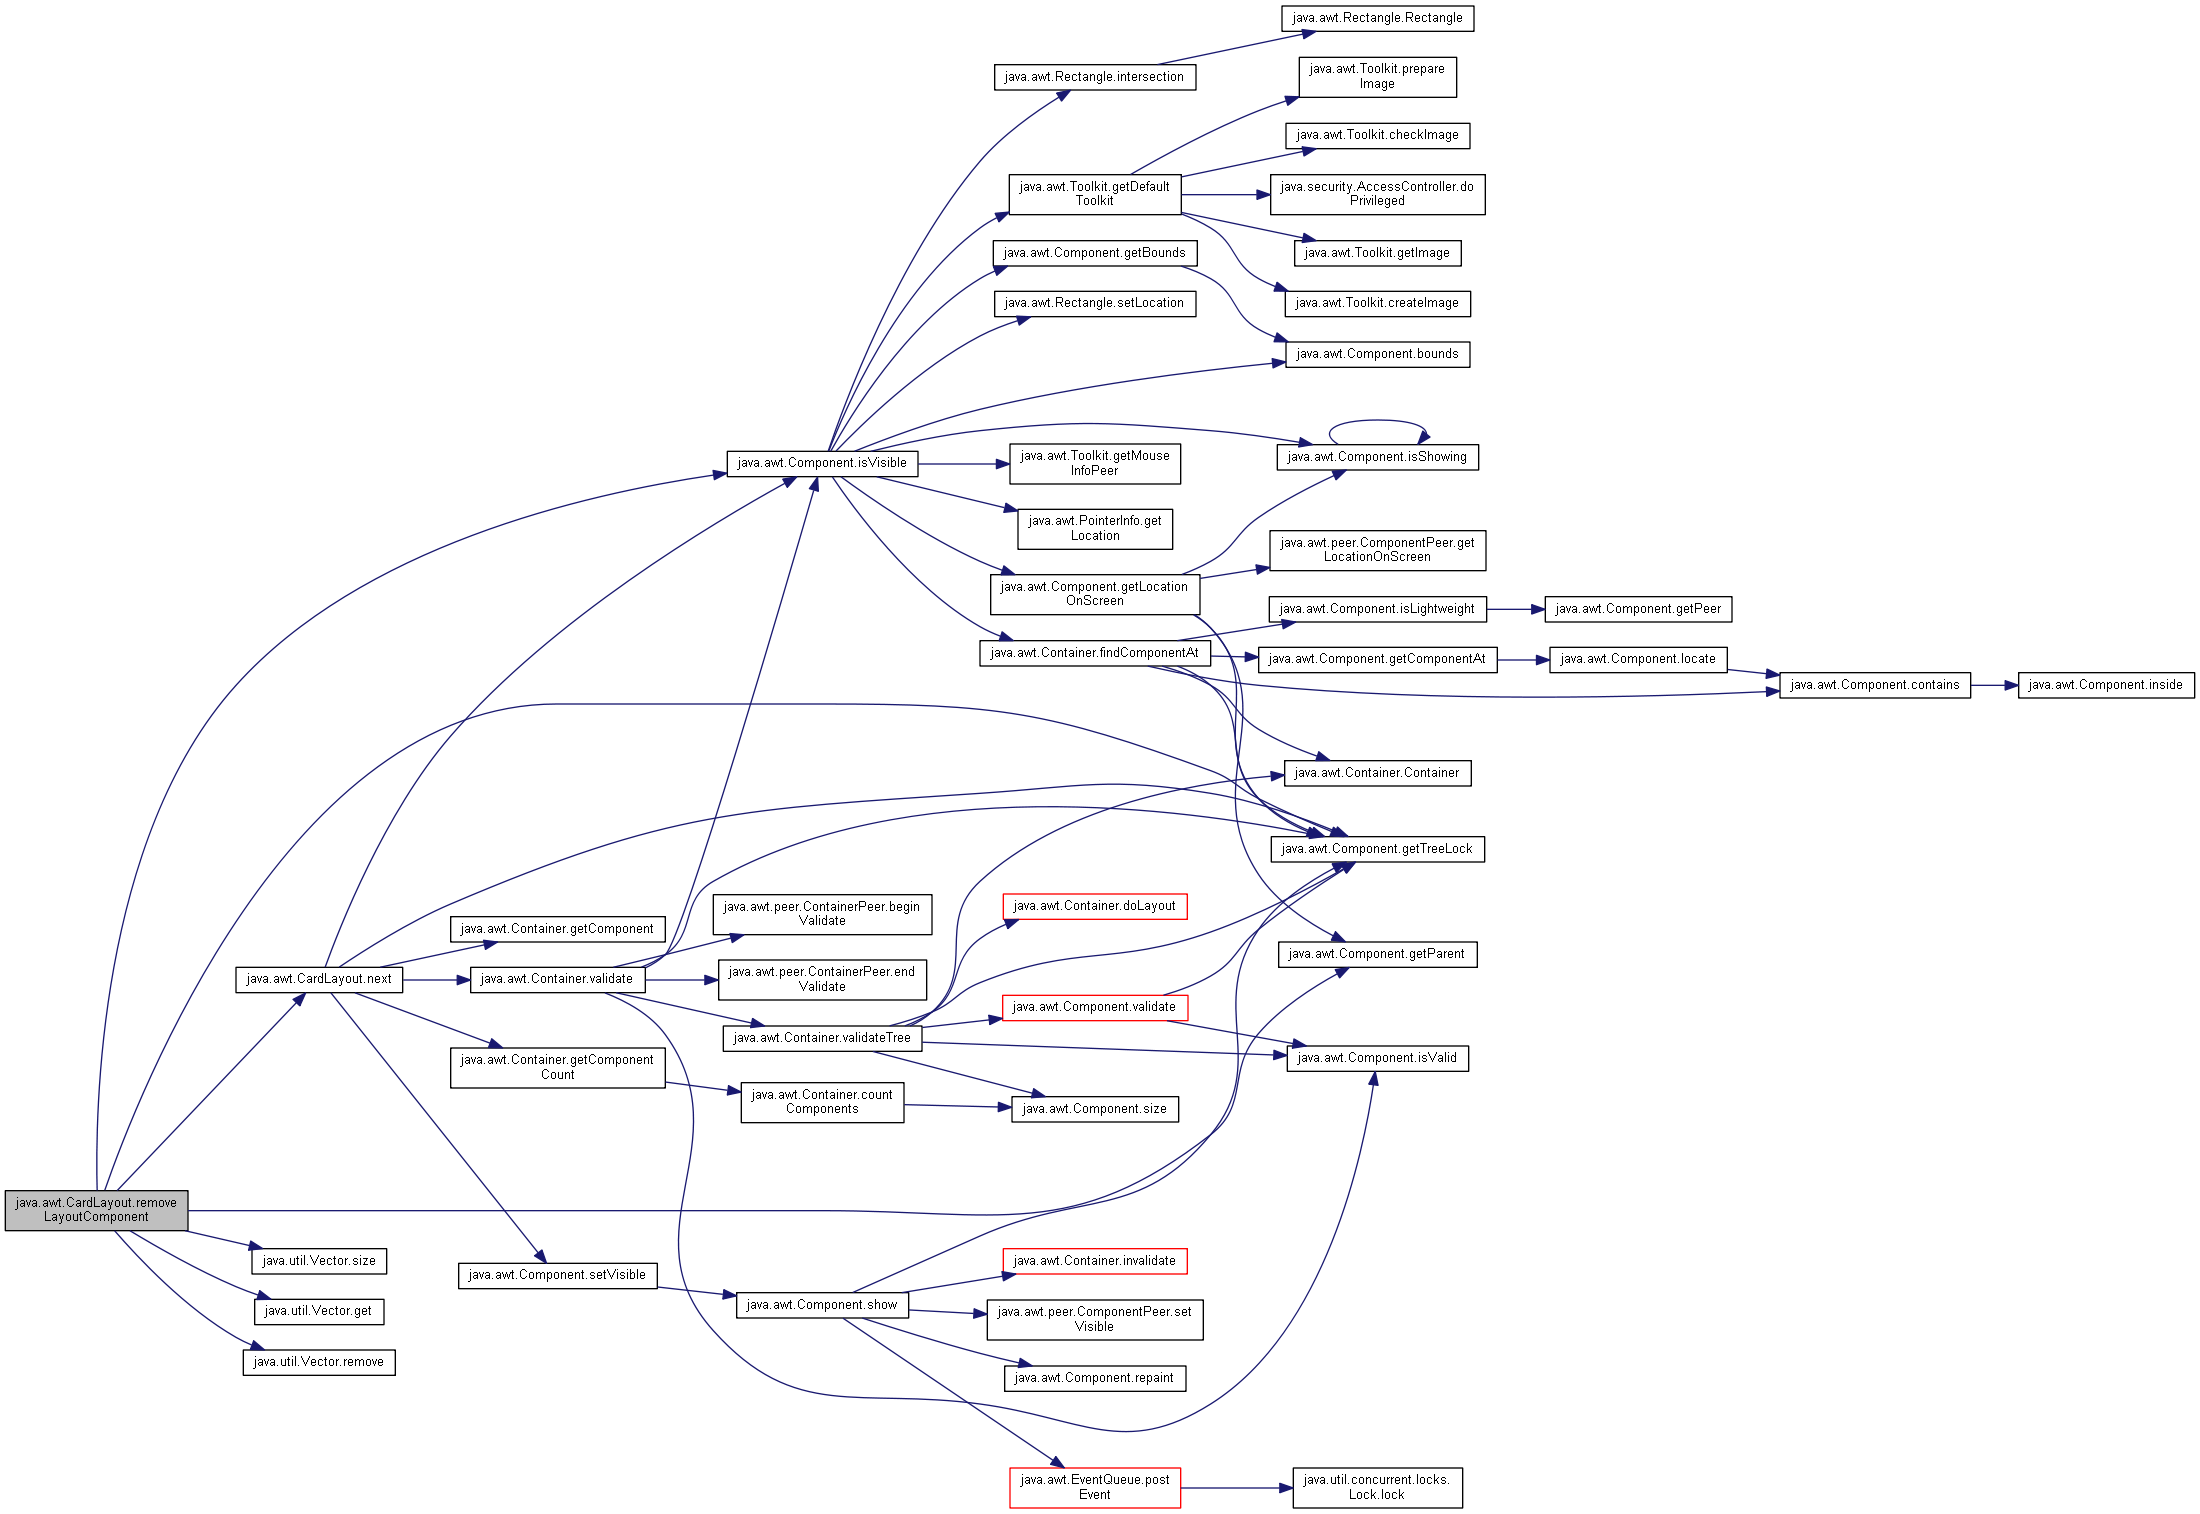 java.awt.Rectangle.Rectangle
java.awt.Rectangle.intersection
java.awt.Toolkit.prepare
Image
java.awt.Toolkit.checkImage
java.awt.Toolkit.getDefault
Toolkit
java.security.AccessController.do
Privileged
java.awt.Component.getBounds
java.awt.Toolkit.getImage
java.awt.Rectangle.setLocation
java.awt.Toolkit.createImage
java.awt.Component.bounds
java.awt.Component.isVisible
java.awt.Toolkit.getMouse
InfoPeer
java.awt.Component.isShowing
java.awt.PointerInfo.get
Location
java.awt.peer.ComponentPeer.get
LocationOnScreen
java.awt.Component.getLocation
OnScreen
java.awt.Component.isLightweight
java.awt.Component.getPeer
java.awt.Container.findComponentAt
java.awt.Component.getComponentAt
java.awt.Component.locate
java.awt.Component.contains
java.awt.Component.inside
java.awt.Container.Container
java.awt.Component.getTreeLock
java.awt.Container.doLayout
java.awt.peer.ContainerPeer.begin
Validate
java.awt.Container.getComponent
java.awt.Component.getParent
java.awt.CardLayout.next
java.awt.Container.validate
java.awt.peer.ContainerPeer.end
Validate
java.awt.Component.validate
java.awt.Container.validateTree
java.awt.Component.isValid
java.awt.Container.getComponent
Count
java.awt.Container.count
Components
java.awt.Component.size
java.awt.CardLayout.remove
LayoutComponent
java.util.Vector.size
java.awt.Container.invalidate
java.awt.Component.setVisible
java.awt.Component.show
java.util.Vector.get
java.awt.peer.ComponentPeer.set
Visible
java.util.Vector.remove
java.awt.Component.repaint
java.awt.EventQueue.post
Event
java.util.concurrent.locks.
Lock.lock